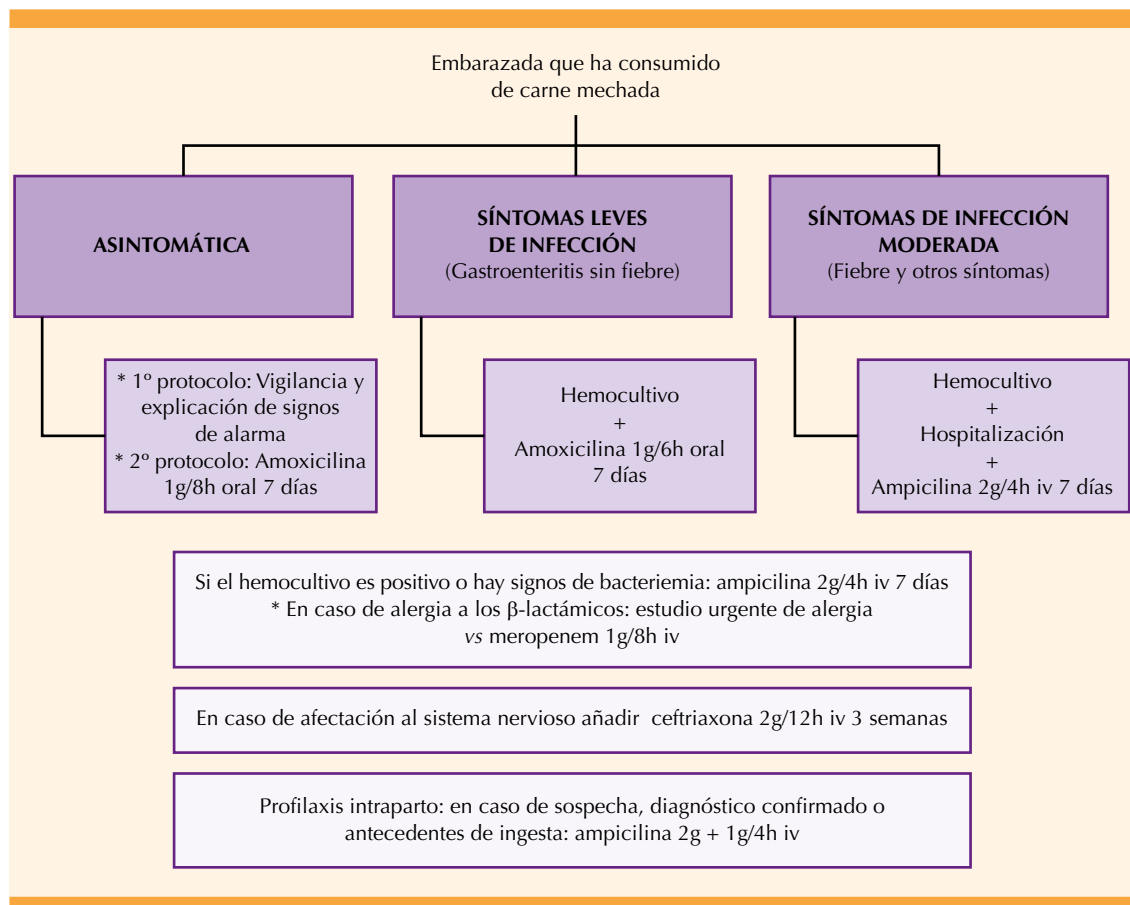 Embarazada que ha consumido
de carne mechada
ASINTOMÁTICA
SÍNTOMAS LEVES
DE INFECCIÓN
(Gastroenteritis sin fiebre)
SÍNTOMAS DE INFECCIÓN
MODERADA
(Fiebre y otros síntomas)
* 1º protocolo: Vigilancia y
explicación de signos
de alarma
* 2º protocolo: Amoxicilina
1g/8h oral 7 días
Hemocultivo
+
Amoxicilina 1g/6h oral
7 días
Hemocultivo
+
Hospitalización
+
Ampicilina 2g/4h iv 7 días
Si el hemocultivo es positivo o hay signos de bacteriemia: ampicilina 2g/4h iv 7 días
* En caso de alergia a los β-lactámicos: estudio urgente de alergia
vs meropenem 1g/8h iv
En caso de afectación al sistema nervioso añadir ceftriaxona 2g/12h iv 3 semanas
Profilaxis intraparto: en caso de sospecha, diagnóstico confirmado o
antecedentes de ingesta: ampicilina 2g + 1g/4h iv